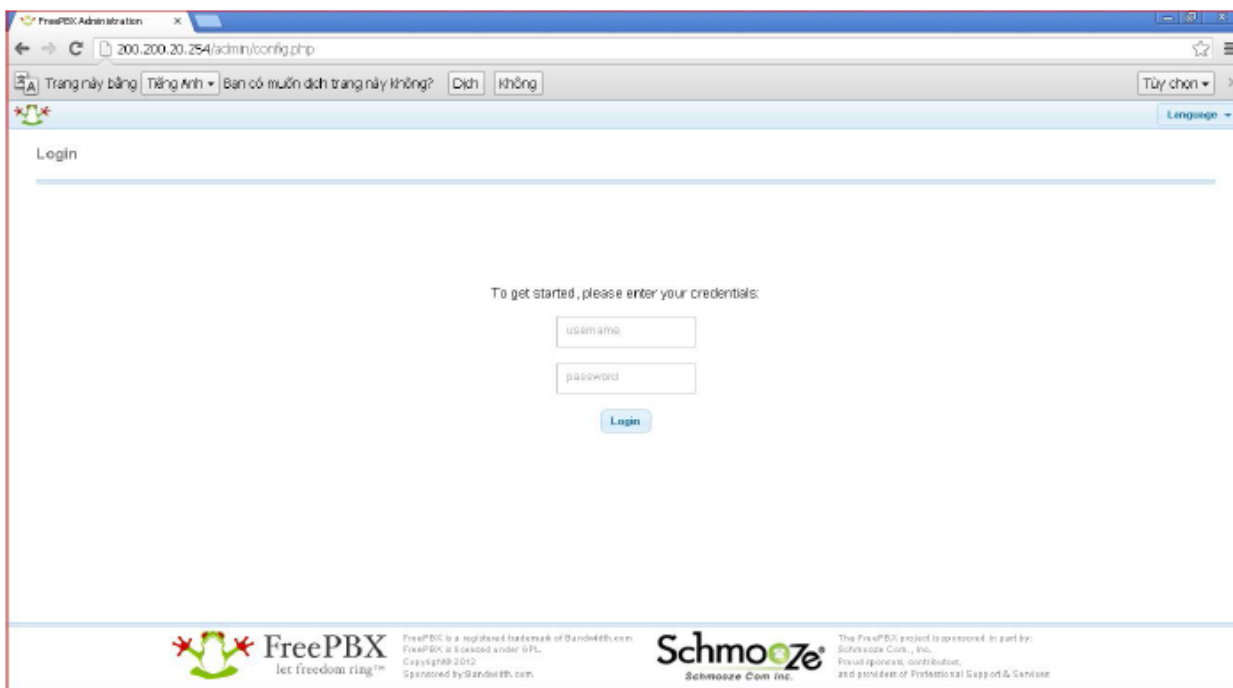 FreePBX Administration
200.200.20.254/admin/config.php
Trang này bằng Tiếng Anh Bạn có muốn dịch trang này không? Dịch Không Tùy chọn
Language
Login
To get started, please enter your credentials:
username
password
Login
FreePBX
let freedom ring™
FreePBX is a registered trademark of Bandwidth.com
FreePBX is licensed under GPL.
Copyright© 2012
Sponsored by:Bandwidth.com
Schmooze®
Schmooze Com Inc.
The FreePBX project is sponsored in part by:
Schmooze Com., Inc.
Proud sponsors, contributors,
and providers of Professional Support & Services